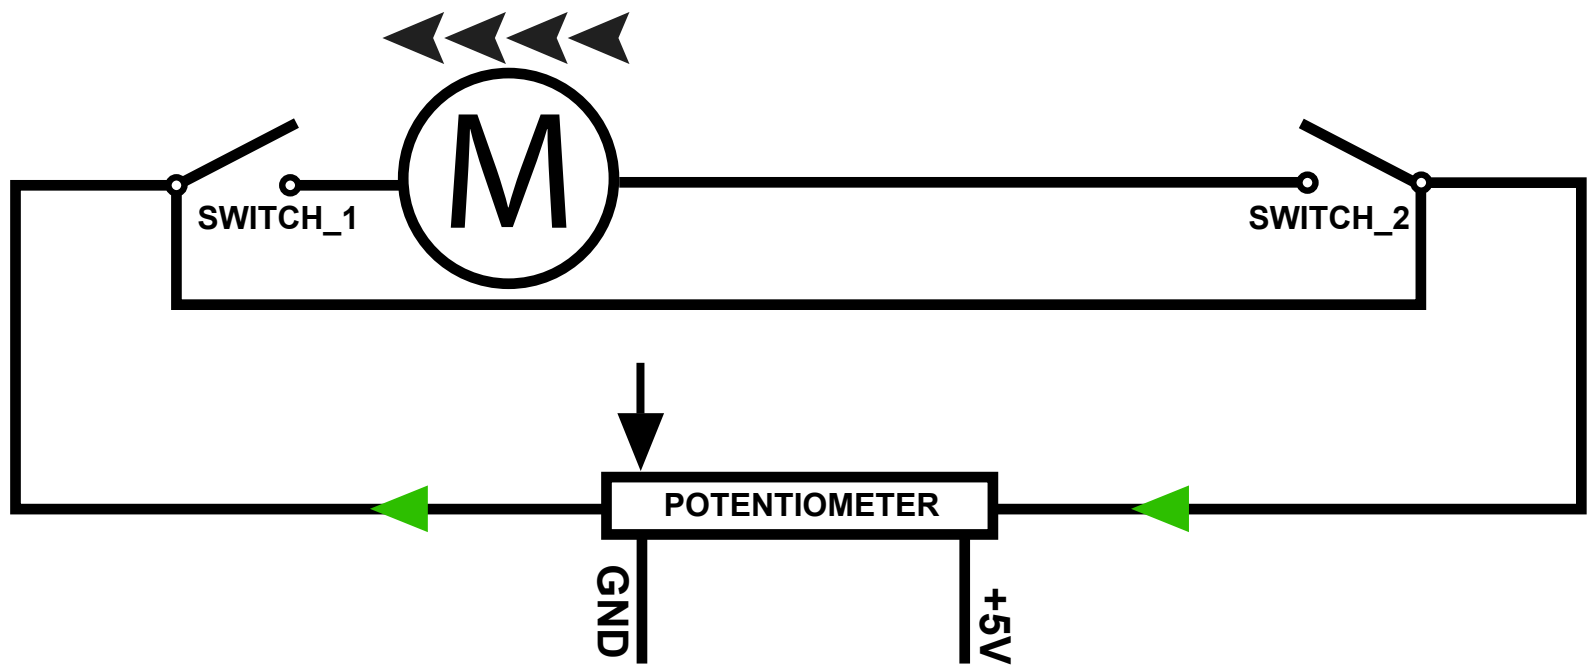 M
SWITCH_1
SWITCH_2
POTENTIOMETER
GND
+5V